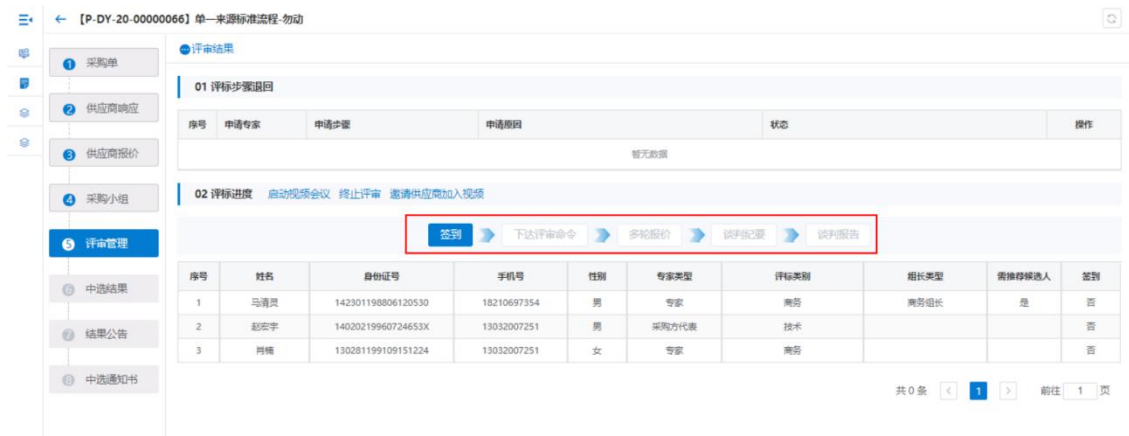 【P-DY-20-00000066】单一来源标准流程-勿动
评审结果
1 采购单
2 供应商响应
3 供应商报价
4 采购小组
5 评审管理
6 中选结果
7 结果公告
8 中选通知书
01 评标步骤退回
序号 申请专家 申请步骤 申请原因 状态 操作
暂无数据
02 评标进度 启动视频会议 终止评审 邀请供应商加入视频
签到 下达评审命令 多轮报价 谈判纪要 谈判报告
序号 姓名 身份证号 手机号 性别 专家类型 评标类别 组长类型 需推荐候选人 签到
1 马清灵 142301198806120530 18210697354 男 专家 商务 商务组长 是 否
2 赵宏宇 14020219960724653X 13032007251 男 采购方代表 技术 否
3 肖楠 130281199109151224 13032007251 女 专家 商务 否
共 0 条 < 1 > 前往 1 页